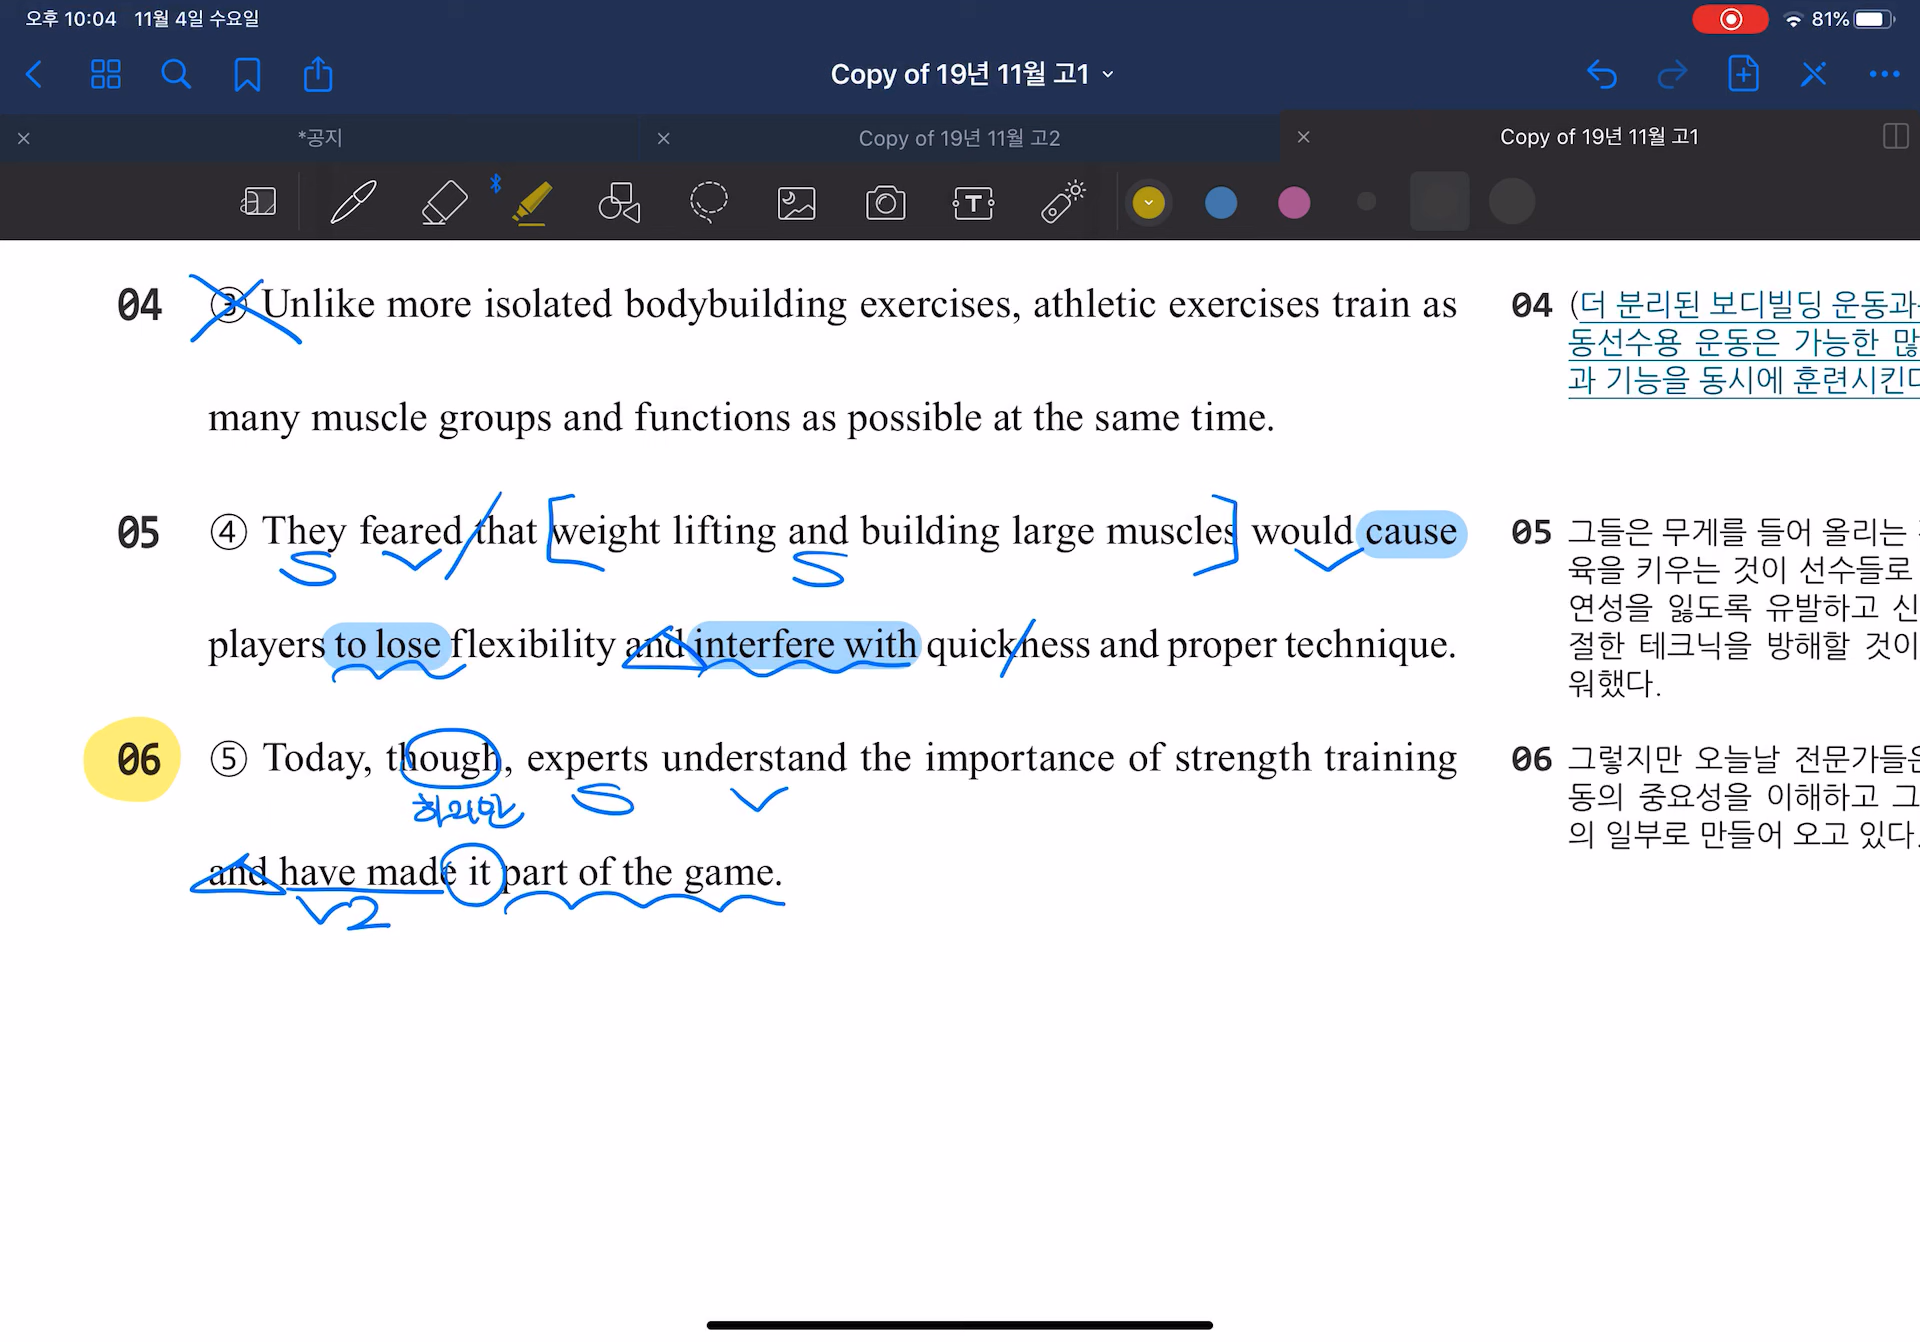 오후 10:04 11월 4일 수요일
81%
Copy of 19년 11월 고1
*공지
Copy of 19년 11월 고2
Copy of 19년 11월 고1
04 ③ Unlike more isolated bodybuilding exercises, athletic exercises train as
many muscle groups and functions as possible at the same time.
04 (더 분리된 보디빌딩 운동과
동선수용 운동은 가능한 많
과 기능을 동시에 훈련시킨다
05 ④ They feared that weight lifting and building large muscles would cause
S S
players to lose flexibility and interfere with quickness and proper technique.
05 그들은 무게를 들어 올리는
육을 키우는 것이 선수들로
연성을 잃도록 유발하고 신
절한 테크닉을 방해할 것이
워했다.
06 ⑤ Today, though, experts understand the importance of strength training
하지만 S V
and have made it part of the game.
V2
06 그렇지만 오늘날 전문가들은
동의 중요성을 이해하고 그
의 일부로 만들어 오고 있다.